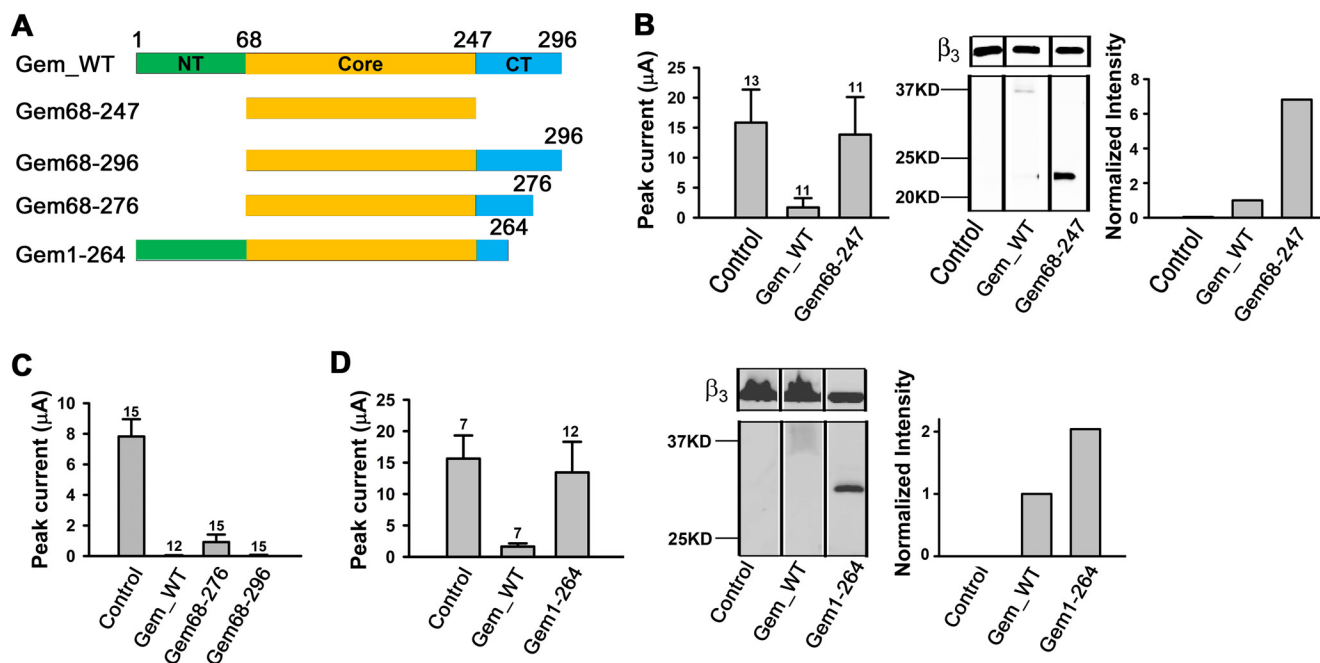 A
1 68 247 296
Gem_WT NT Core CT
Gem68-247
296
Gem68-296
276
Gem68-276
264
Gem1-264
B
Peak current (μA)
25
20
15
10
5
0
13
11
11
Control
Gem_WT
Gem68-247
β3
37KD
25KD
20KD
Control
Gem_WT
Gem68-247
Normalized Intensity
8
6
4
2
0
Control
Gem_WT
Gem68-247
C
Peak current (μA)
10
8
6
4
2
0
15
12
15
15
Control
Gem_WT
Gem68-276
Gem68-296
D
Peak current (μA)
25
20
15
10
5
0
7
7
12
Control
Gem_WT
Gem1-264
β3
37KD
25KD
Control
Gem_WT
Gem1-264
Normalized Intensity
2
1
0
Control
Gem_WT
Gem1-264